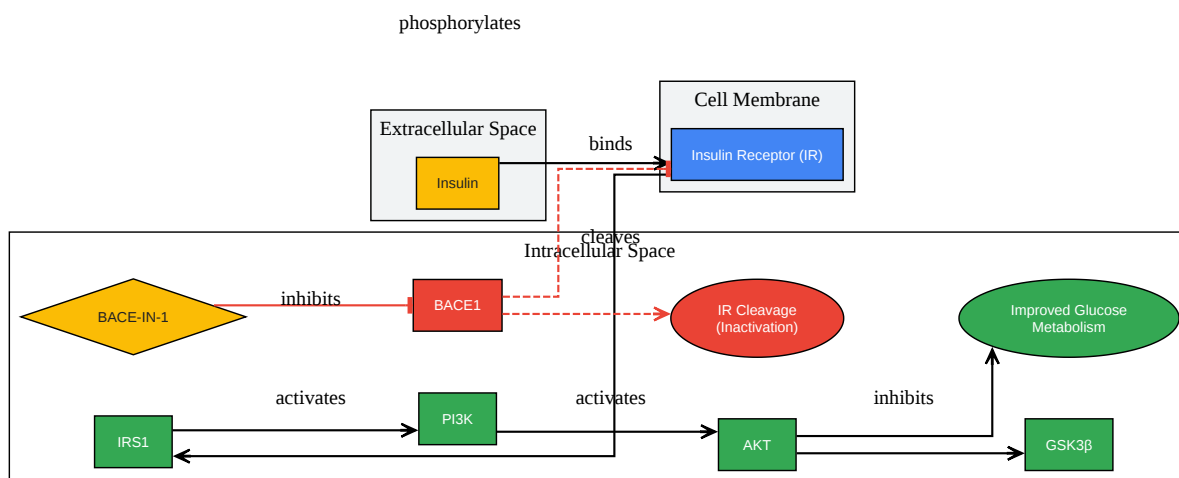 phosphorylates
Cell Membrane
Extracellular Space
binds
Insulin Receptor (IR)
Insulin
cleaves
Intracellular Space
BACE-IN-1
inhibits
BACE1
IR Cleavage
(Inactivation)
Improved Glucose
Metabolism
activates
activates
inhibits
IRS1
PI3K
AKT
GSK3β